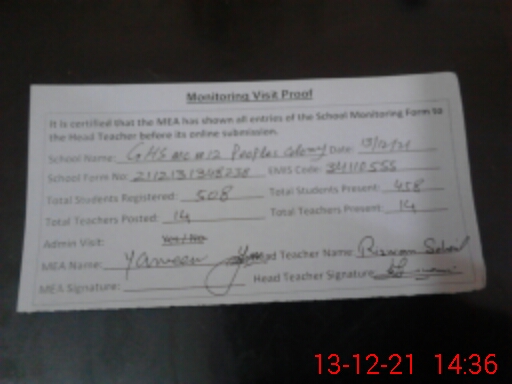 Monitoring Visit Proof
It is certified that the MEA has shown all entries of the School Monitoring Form to
the Head Teacher before its online submission.
School Name: GHS mc no 12 Peoples colony Date: 13/12/21
School Form No: EMIS Code: 34110555
Total Students Registered: 508 Total Students Present: 458
Total Teachers Posted: 14 Total Teachers Present: 14
Admin Visit: Yes / No
MEA Name: Yameen Head Teacher Name: Rizwan
MEA Signature: Head Teacher Signature
13-12-21 14:36